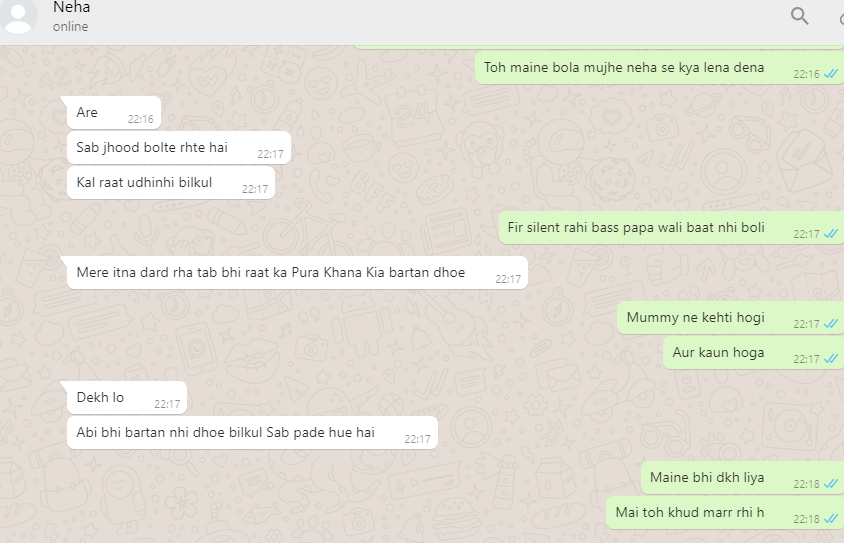 Neha
online
Toh maine bola mujhe neha se kya lena dena 22:16
Are 22:16
Sab jhood bolte rhte hai 22:17
Kal raat udhinhi bilkul 22:17
Fir silent rahi bass papa wali baat nhi boli 22:17
Mere itna dard rha tab bhi raat ka Pura Khana Kia bartan dhoe 22:17
Mummy ne kehti hogi 22:17
Aur kaun hoga 22:17
Dekh lo 22:17
Abi bhi bartan nhi dhoe bilkul Sab pade hue hai 22:17
Maine bhi dkh liya 22:18
Mai toh khud marr rhi h 22:18